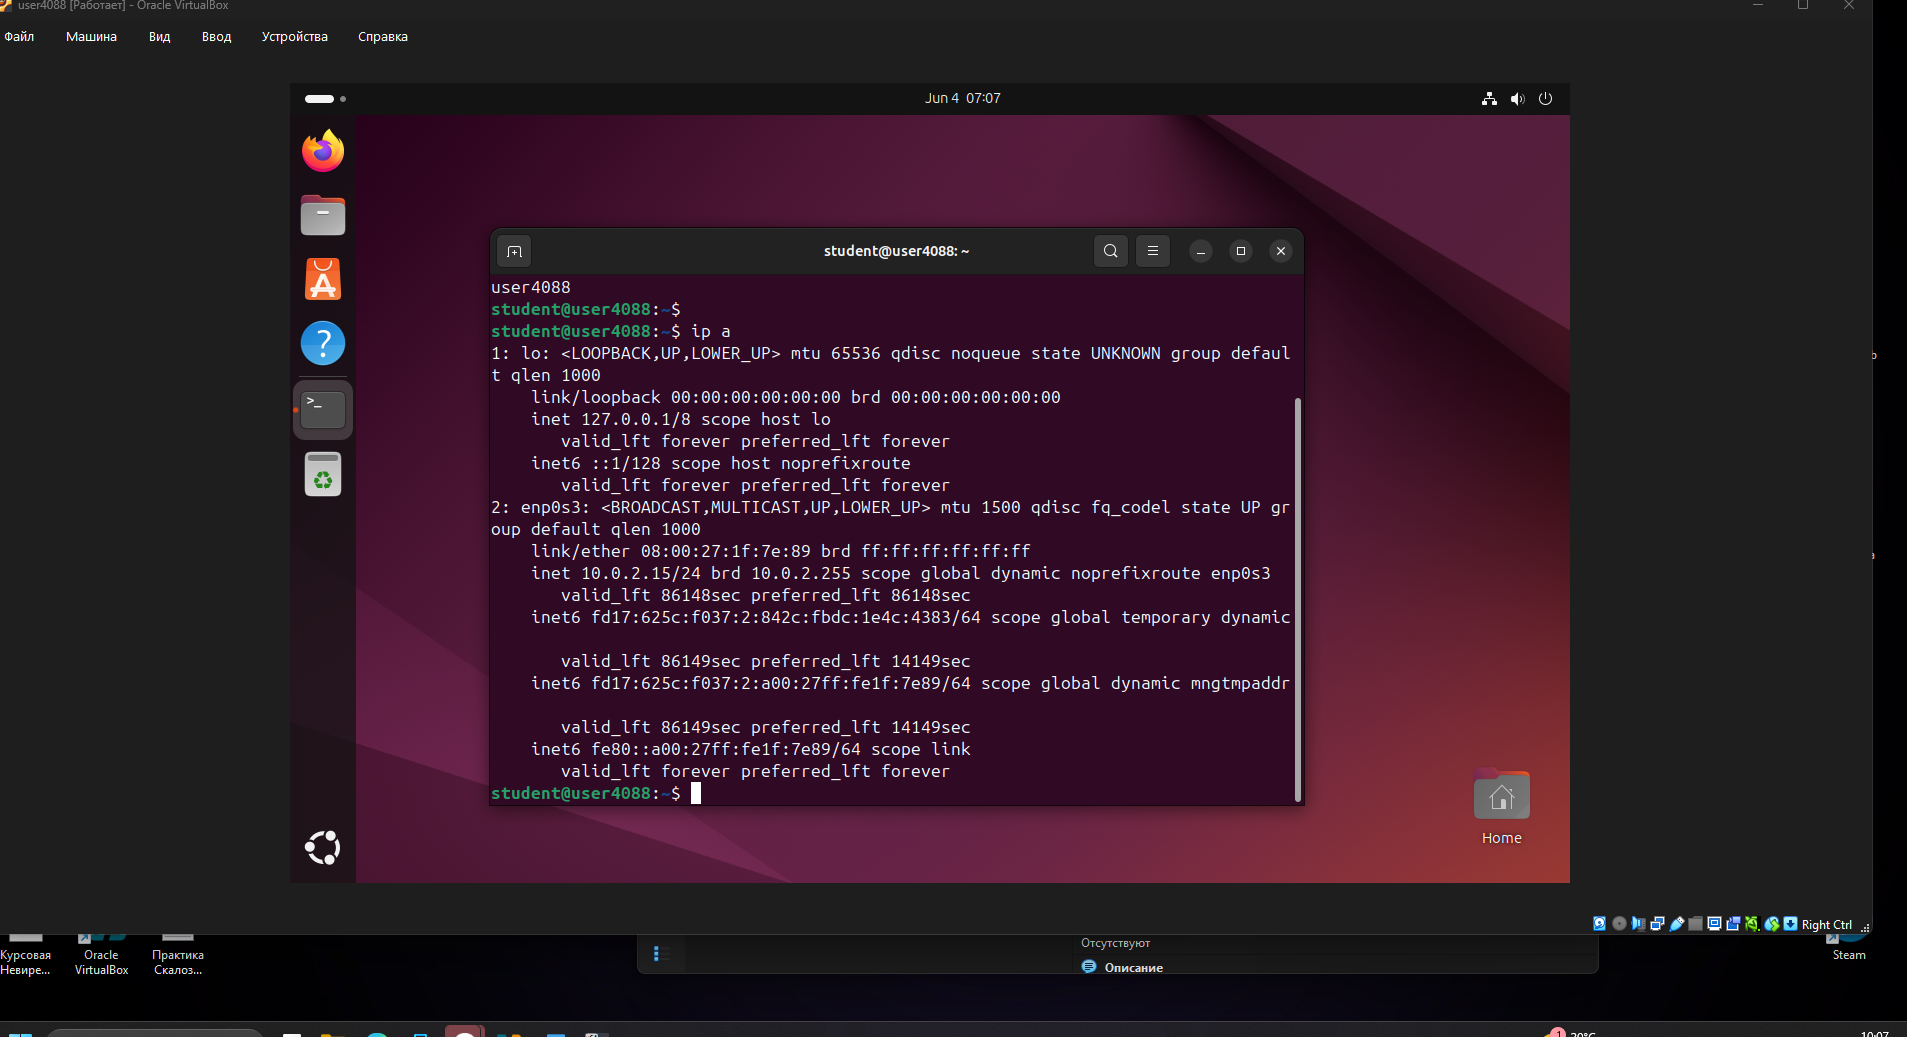 user4088 [Работает] - Oracle VirtualBox
Файл Машина Вид Ввод Устройства Справка
Jun 4 07:07
student@user4088: ~
user4088
student@user4088:~$
student@user4088:~$ ip a
1: lo: <LOOPBACK,UP,LOWER_UP> mtu 65536 qdisc noqueue state UNKNOWN group defaul
t qlen 1000
link/loopback 00:00:00:00:00:00 brd 00:00:00:00:00:00
inet 127.0.0.1/8 scope host lo
valid_lft forever preferred_lft forever
inet6 ::1/128 scope host noprefixroute
valid_lft forever preferred_lft forever
2: enp0s3: <BROADCAST,MULTICAST,UP,LOWER_UP> mtu 1500 qdisc fq_codel state UP gr
oup default qlen 1000
link/ether 08:00:27:1f:7e:89 brd ff:ff:ff:ff:ff:ff
inet 10.0.2.15/24 brd 10.0.2.255 scope global dynamic noprefixroute enp0s3
valid_lft 86148sec preferred_lft 86148sec
inet6 fd17:625c:f037:2:842c:fbdc:1e4c:4383/64 scope global temporary dynamic
valid_lft 86149sec preferred_lft 14149sec
inet6 fd17:625c:f037:2:a00:27ff:fe1f:7e89/64 scope global dynamic mngtmpaddr
valid_lft 86149sec preferred_lft 14149sec
inet6 fe80::a00:27ff:fe1f:7e89/64 scope link
valid_lft forever preferred_lft forever
student@user4088:~$
Home
Right Ctrl
Отсутствуют
Описание
Курсовая
Невире...
Oracle
VirtualBox
Практика
Скалоз...
Steam